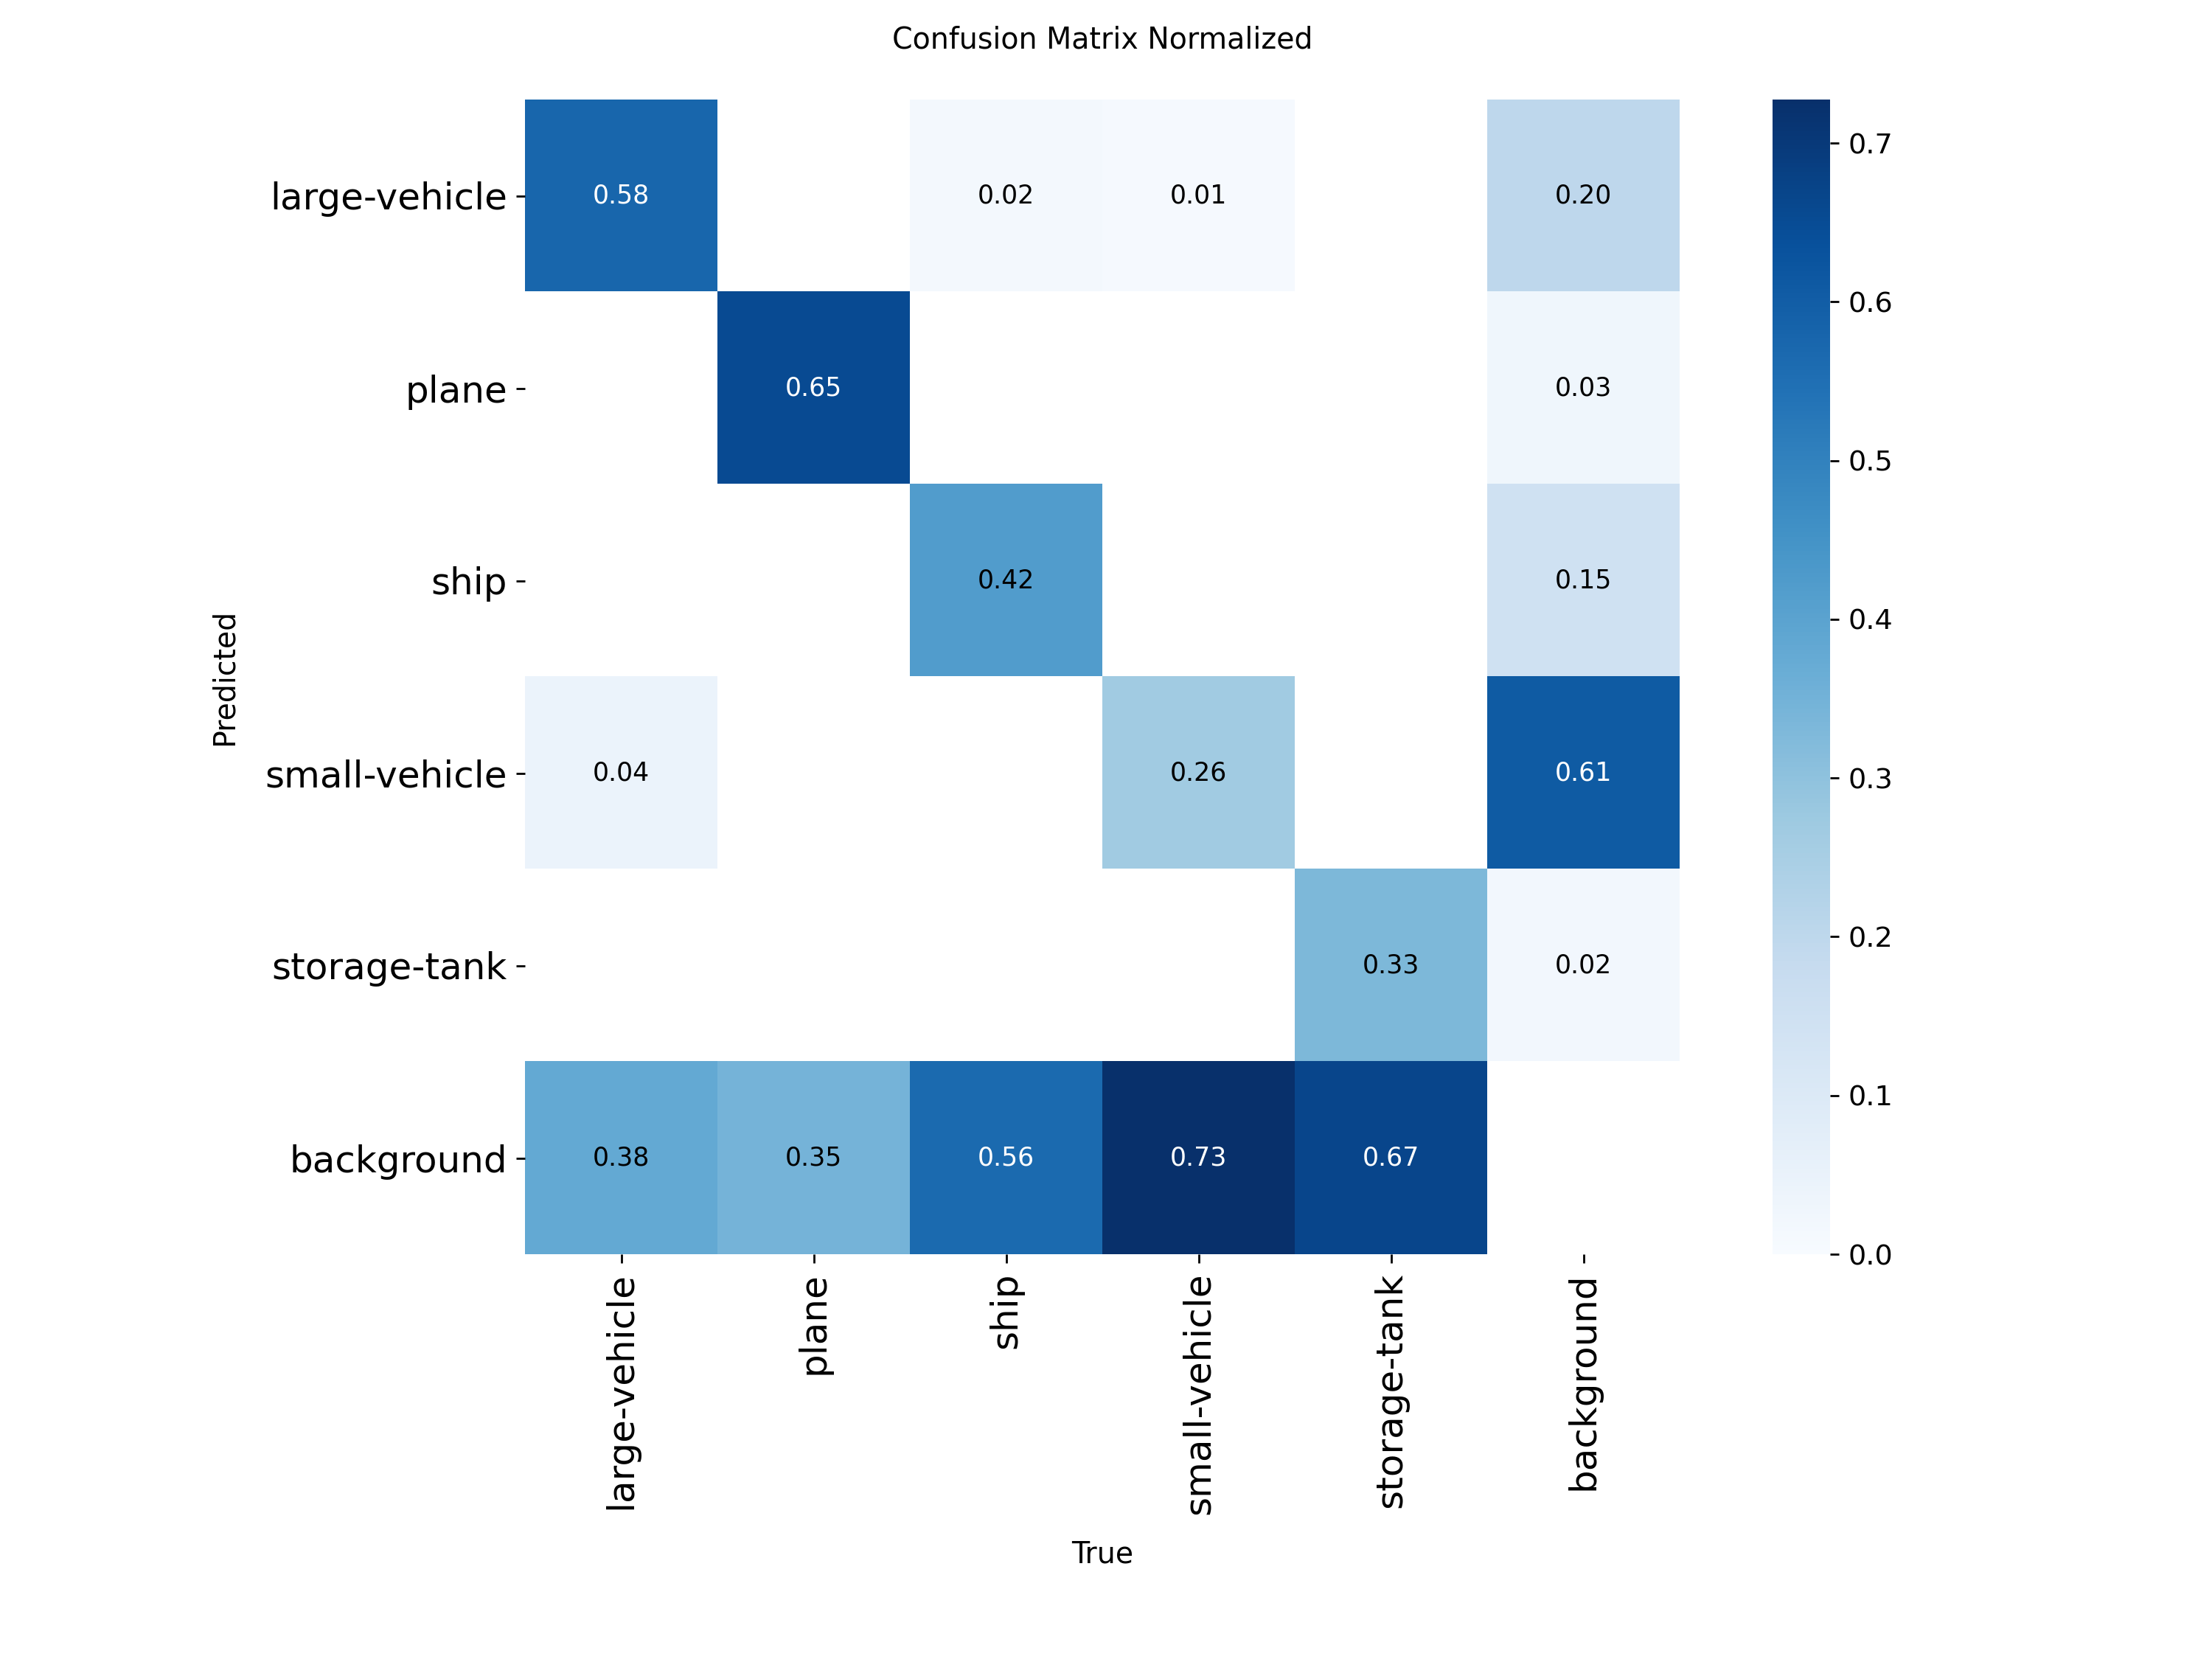 Confusion Matrix Normalized
large-vehicle
0.58
0.02
0.01
0.20
plane
0.65
0.03
ship
0.42
0.15
small-vehicle
0.04
0.26
0.61
storage-tank
0.33
0.02
background
0.38
0.35
0.56
0.73
0.67
Predicted
large-vehicle
plane
ship
small-vehicle
storage-tank
background
True
0.7
0.6
0.5
0.4
0.3
0.2
0.1
0.0